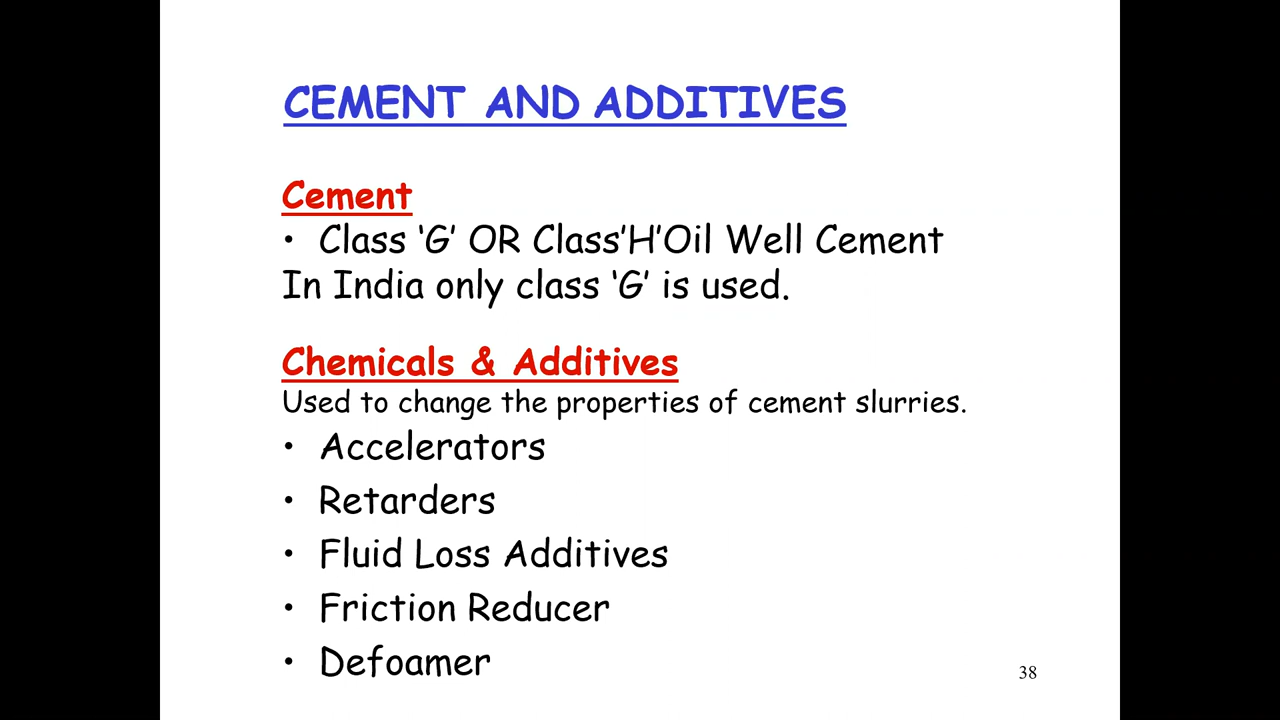 CEMENT AND ADDITIVES
Cement
• Class ‘G’ OR Class’H’Oil Well Cement
In India only class ‘G’ is used.
Chemicals & Additives
Used to change the properties of cement slurries.
• Accelerators
• Retarders
• Fluid Loss Additives
• Friction Reducer
• Defoamer
38